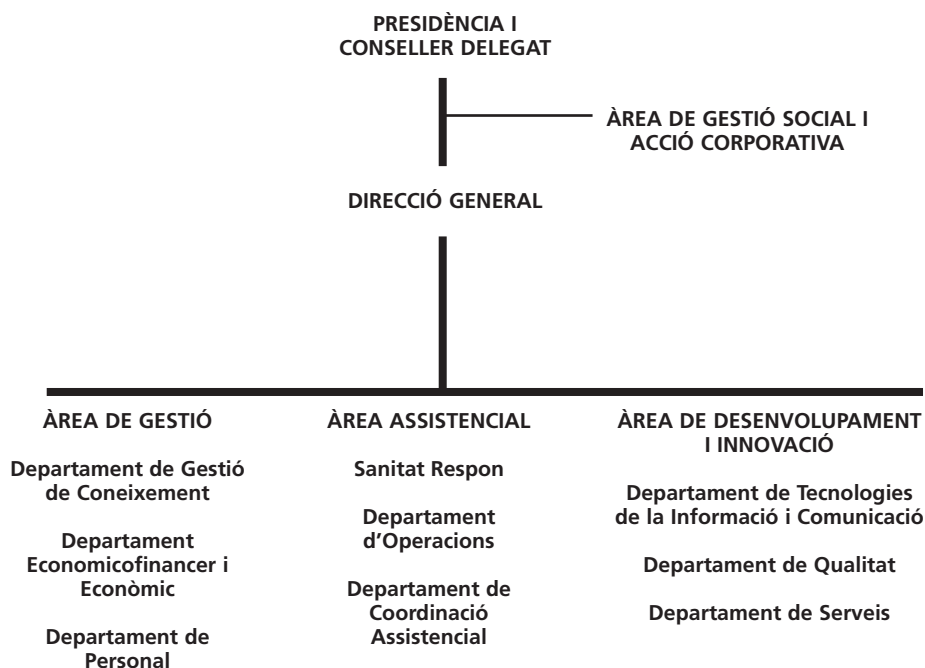 PRESIDÈNCIA I
CONSELLER DELEGAT
ÀREA DE GESTIÓ SOCIAL I
ACCIÓ CORPORATIVA
DIRECCIÓ GENERAL
ÀREA DE GESTIÓ
Departament de Gestió
de Coneixement
Departament
Economicofinancer i
Econòmic
Departament de
Personal
ÀREA ASSISTENCIAL
Sanitat Respon
Departament
d’Operacions
Departament de
Coordinació
Assistencial
ÀREA DE DESENVOLUPAMENT
I INNOVACIÓ
Departament de Tecnologies
de la Informació i Comunicació
Departament de Qualitat
Departament de Serveis